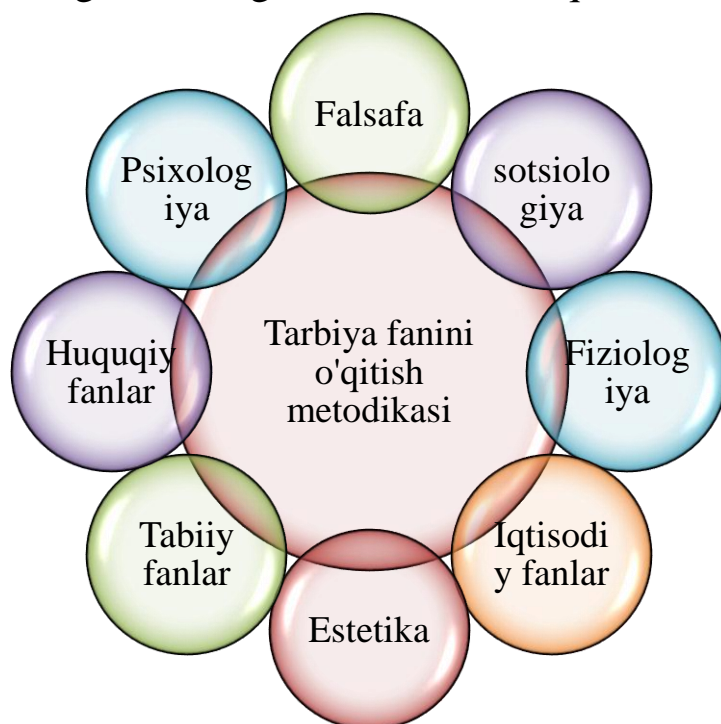 Falsafa
sotsiolo
giya
Fiziolog
iya
Iqtisodi
y fanlar
Estetika
Tabiiy
fanlar
Huquqiy
fanlar
Psixolog
iya
Tarbiya fanini
o'qitish
metodikasi